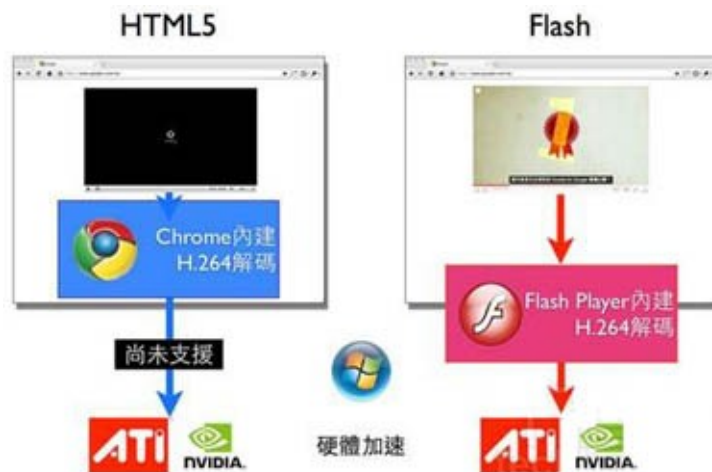 HTML5
Flash
Chrome內建
H.264解碼
Flash Player內建
H.264解碼
尚未支援
硬體加速
ATI
NVIDIA.
ATI
NVIDIA.